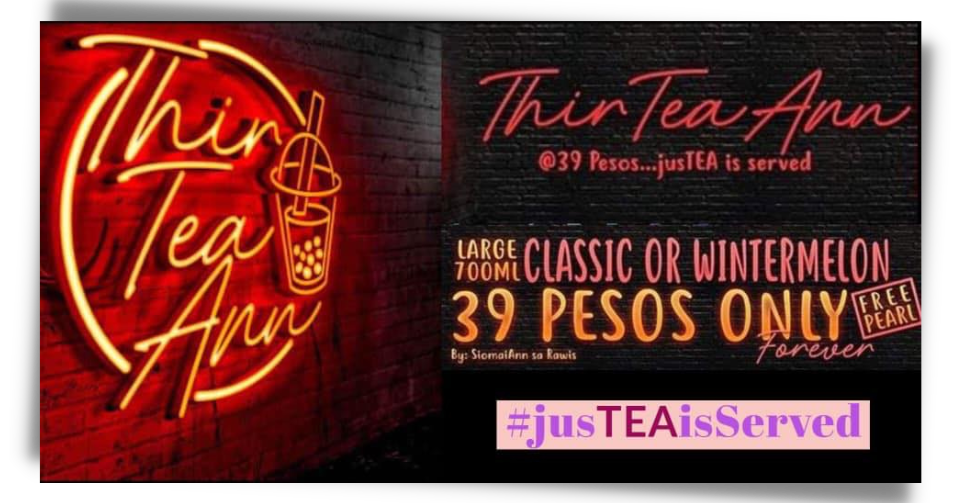 Thir
Tea
Ann
ThirTea Ann
@39 Pesos...jusTEA is served
LARGE
700ML
CLASSIC OR WINTERMELON
39 PESOS ONLY
FREE
PEARL
Forever
By: SiomaiAnn sa Rawis
#jusTEAisServed